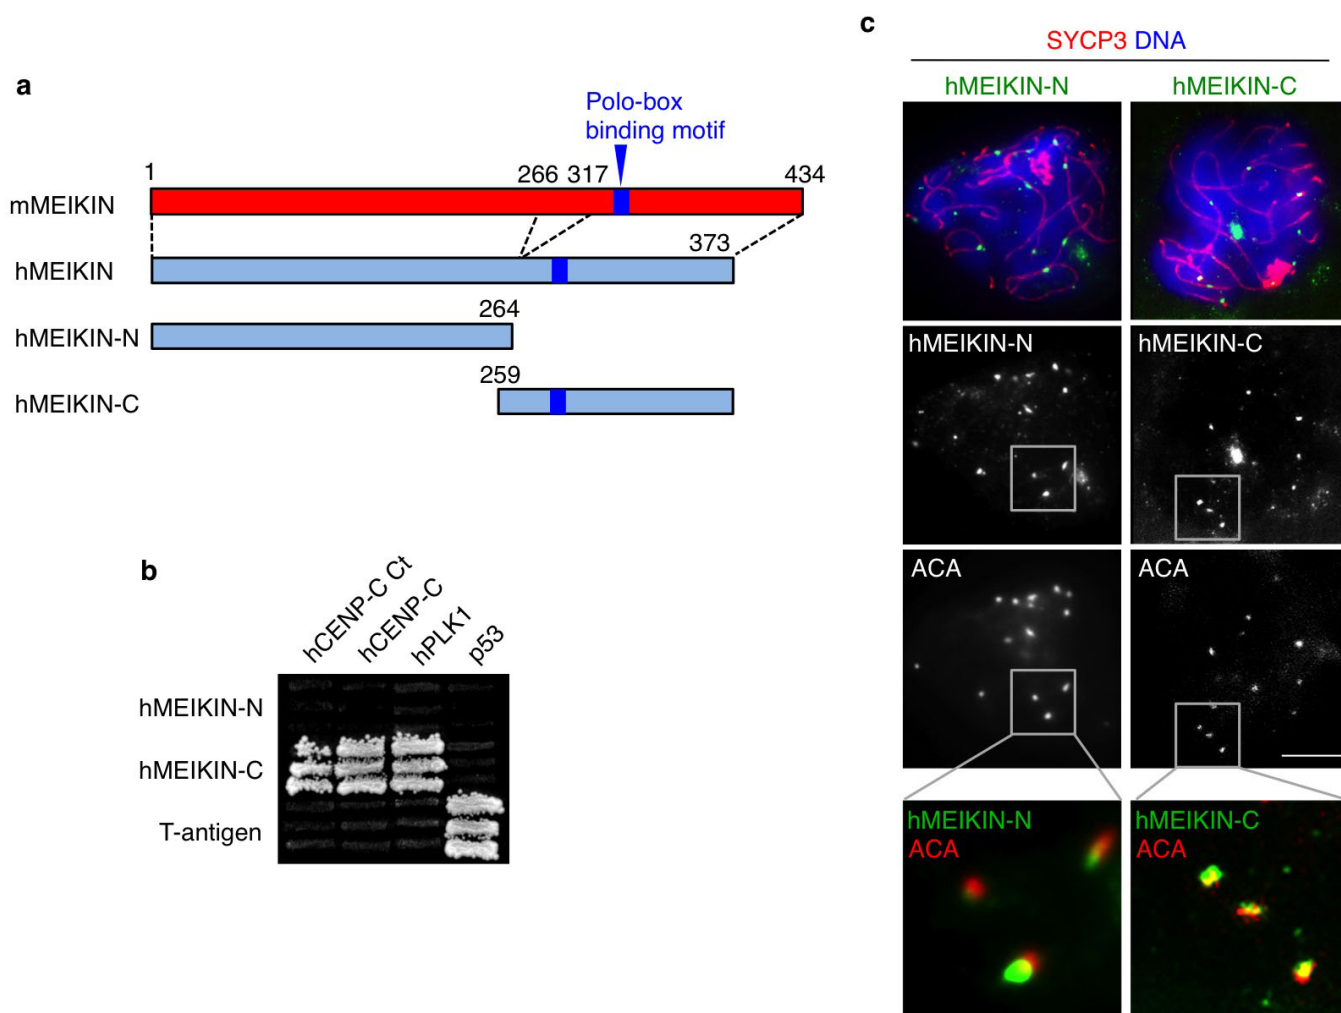 a
Polo-box
binding motif
1
266 317
434
mMEIKIN
373
hMEIKIN
264
hMEIKIN-N
259
hMEIKIN-C
b
hCENP-C Ct
hCENP-C
hPLK1
p53
hMEIKIN-N
hMEIKIN-C
T-antigen
c
SYCP3 DNA
hMEIKIN-N
hMEIKIN-C
hMEIKIN-N
hMEIKIN-C
ACA
ACA
hMEIKIN-N
ACA
hMEIKIN-C
ACA